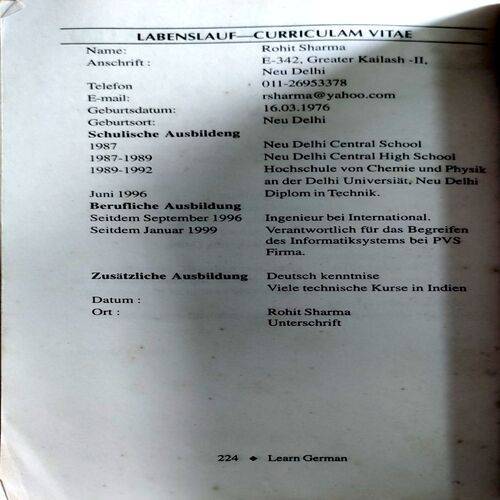 LABENSLAUF—CURRICULAM VITAE
Name: Rohit Sharma
Anschrift : E-342, Greater Kailash -II,
Neu Delhi
Telefon 011-26953378
E-mail: rsharma@yahoo.com
Geburtsdatum: 16.03.1976
Geburtsort: Neu Delhi
Schulische Ausbildeng
1987 Neu Delhi Central School
1987-1989 Neu Delhi Central High School
1989-1992 Hochschule von Chemie und Physik
an der Delhi Universiät, Neu Delhi
Juni 1996 Diplom in Technik.
Berufliche Ausbildung
Seitdem September 1996 Ingenieur bei International.
Seitdem Januar 1999 Verantwortlich für das Begreifen
des Informatiksystems bei PVS
Firma.
Zusätzliche Ausbildung Deutsch kenntnise
Viele technische Kurse in Indien
Datum :
Ort : Rohit Sharma
Unterschrift
224 ◆ Learn German